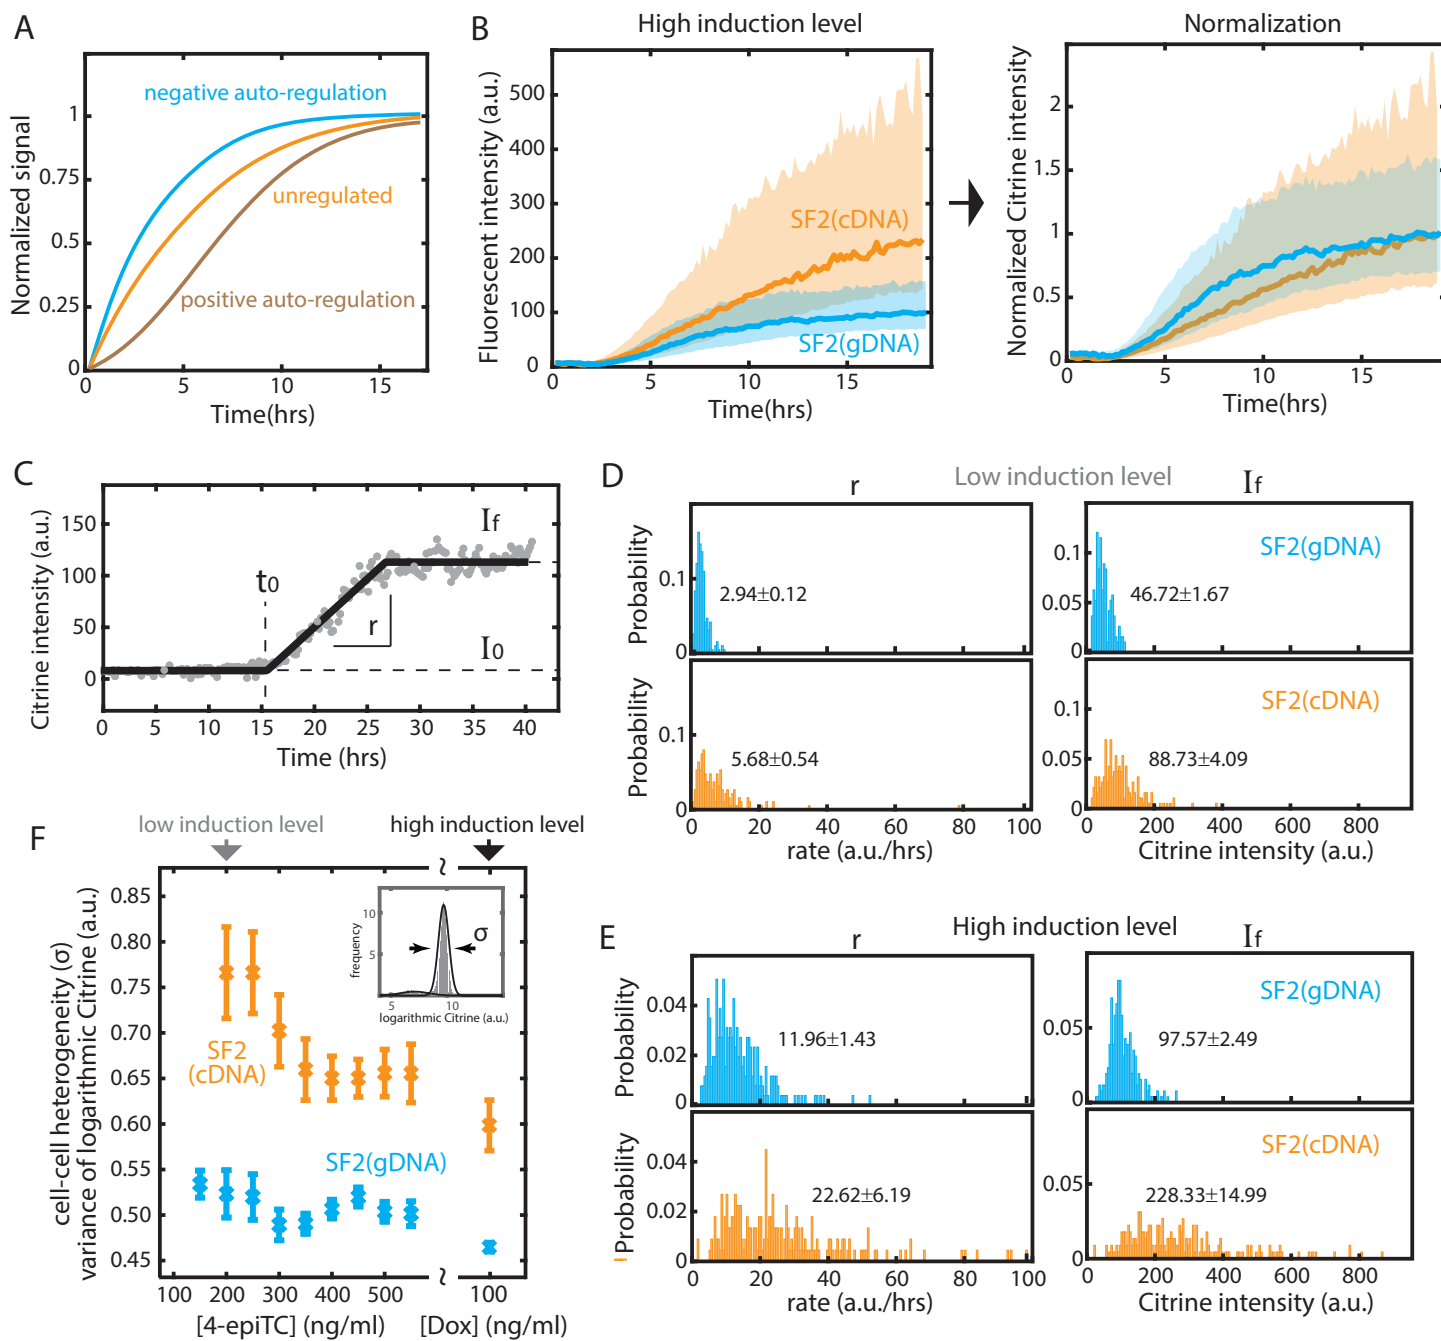 A
Normalized signal
1
0.75
0.5
0.25
0
negative auto-regulation
unregulated
positive auto-regulation
0 5 10 15
Time(hrs)
B
High induction level
Fluorescent intensity (a.u.)
500
400
300
200
100
0
SF2(cDNA)
SF2(gDNA)
0 5 10 15
Time(hrs)
Normalization
Normalized Citrine intensity
2
1.5
1
0.5
0
0 5 10 15
Time(hrs)
C
Citrine intensity (a.u.)
150
100
50
0
If
t0
r
I0
0 5 10 15 20 25 30 35 40
Time (hrs)
D
Low induction level
r
If
Probability
0.1
0
2.94±0.12
0.1
0.05
0
SF2(gDNA)
46.72±1.67
Probability
0.1
0
5.68±0.54
0.1
0.05
0
SF2(cDNA)
88.73±4.09
0 20 40 60 80 100
rate (a.u./hrs)
0 200 400 600 800
Citrine intensity (a.u.)
E
High induction level
r
If
Probability
0.04
0.02
0
11.96±1.43
0.05
0
SF2(gDNA)
97.57±2.49
Probability
0.04
0.02
0
22.62±6.19
0.05
0
SF2(cDNA)
228.33±14.99
0 20 40 60 80 100
rate (a.u./hrs)
0 200 400 600 800
Citrine intensity (a.u.)
F
low induction level
high induction level
cell-cell heterogeneity (σ)
variance of logarithmic Citrine (a.u.)
0.85
0.80
0.75
0.70
0.65
0.60
0.55
0.50
0.45
~
SF2
(cDNA)
SF2(gDNA)
frequency
10
5
σ
5 10
logarithmic Citrine (a.u.)
~
100 200 300 400 500 100
[4-epiTC] (ng/ml)
[Dox] (ng/ml)